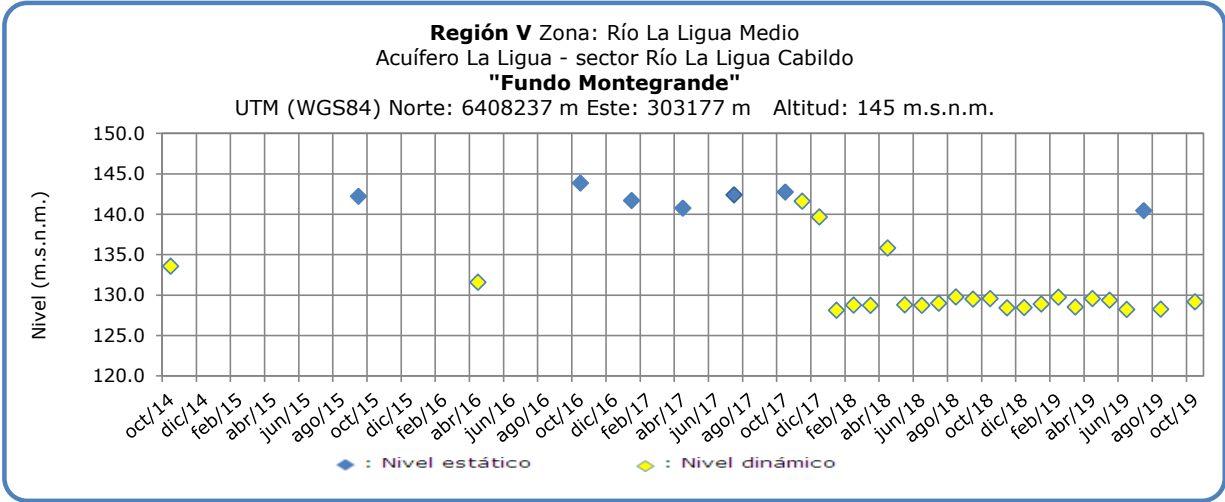 Región V Zona: Río La Ligua Medio
Acuífero La Ligua - sector Río La Ligua Cabildo
"Fundo Montegrande"
UTM (WGS84) Norte: 6408237 m Este: 303177 m Altitud: 145 m.s.n.m.
Nivel (m.s.n.m.)
150.0
145.0
140.0
135.0
130.0
125.0
120.0
oct/14 dic/14 feb/15 abr/15 jun/15 ago/15 oct/15 dic/15 feb/16 abr/16 jun/16 ago/16 oct/16 dic/16 feb/17 abr/17 jun/17 ago/17 oct/17 dic/17 feb/18 abr/18 jun/18 ago/18 oct/18 dic/18 feb/19 abr/19 jun/19 ago/19 oct/19
: Nivel estático : Nivel dinámico